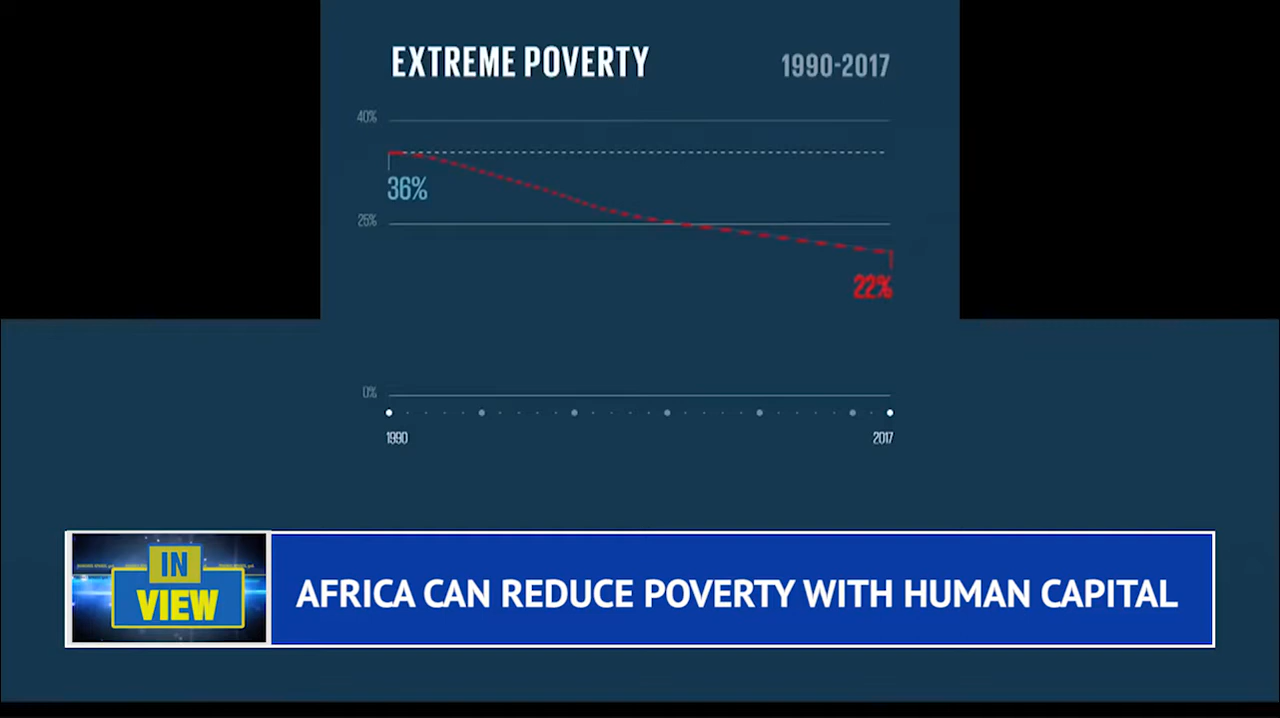 EXTREME POVERTY
1990-2017
40%
36%
25%
22%
0%
1990
2017
IN
VIEW
AFRICA CAN REDUCE POVERTY WITH HUMAN CAPITAL